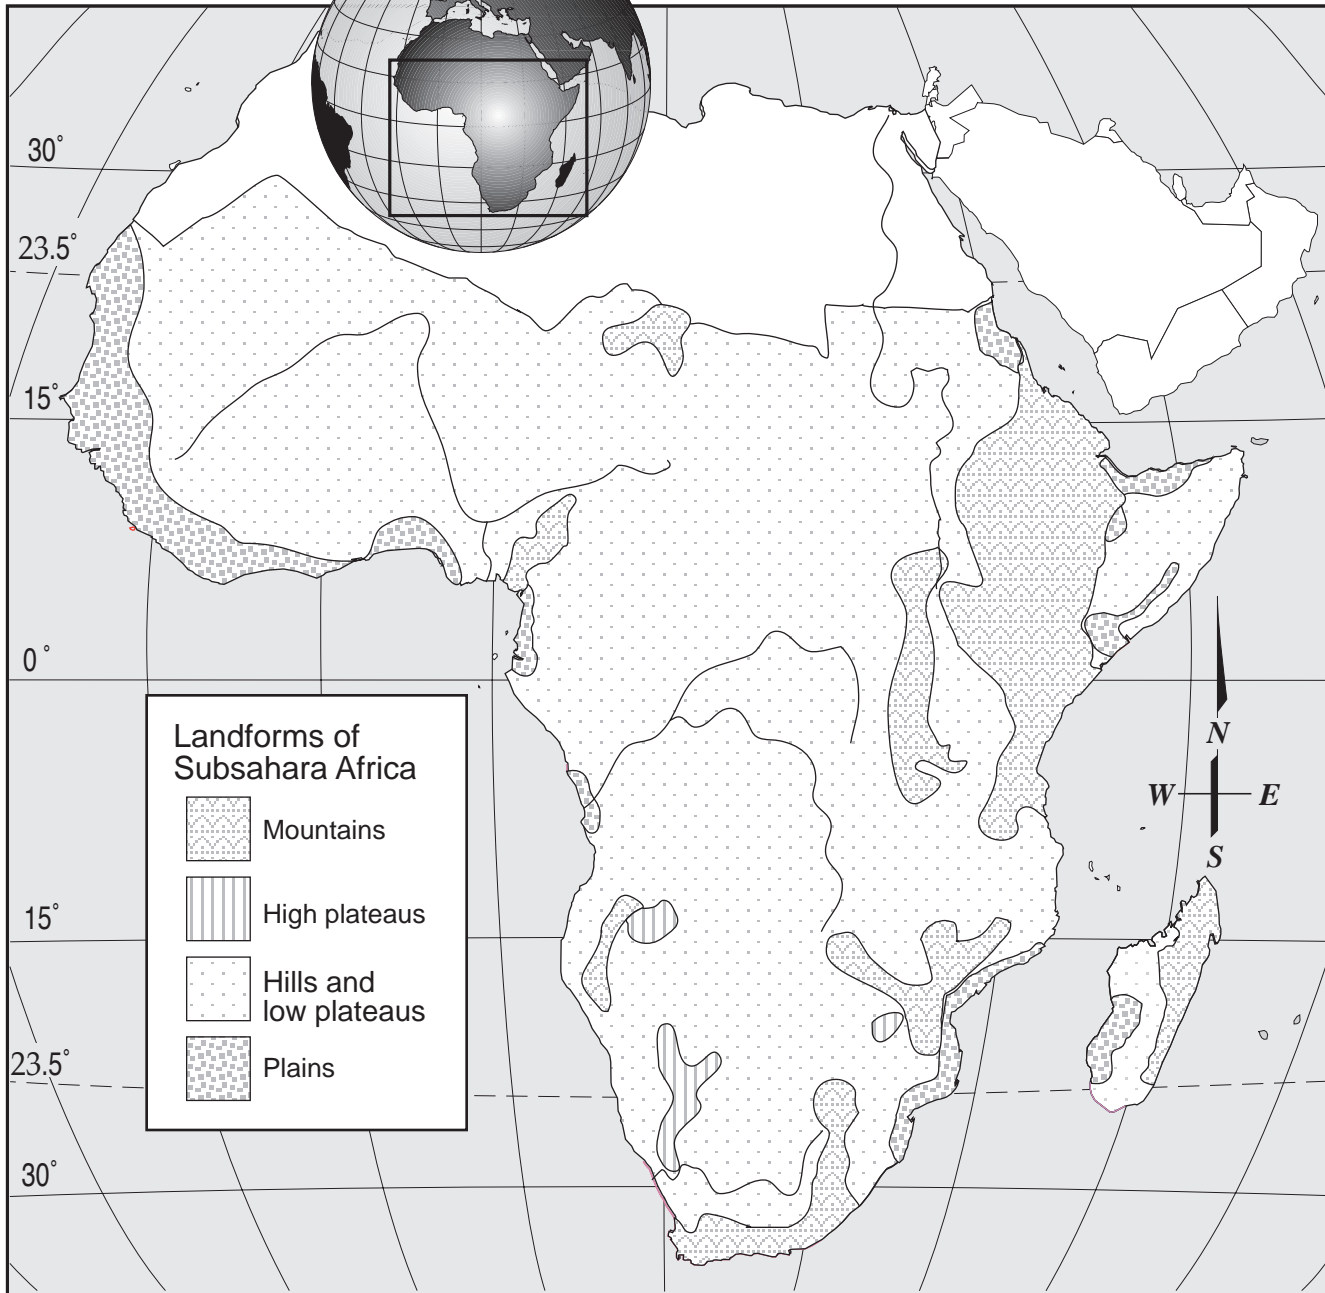 30°
23.5°
15°
0°
Landforms of
Subsahara Africa
Mountains
High plateaus
Hills and
low plateaus
Plains
15°
23.5°
30°
N
W E
S